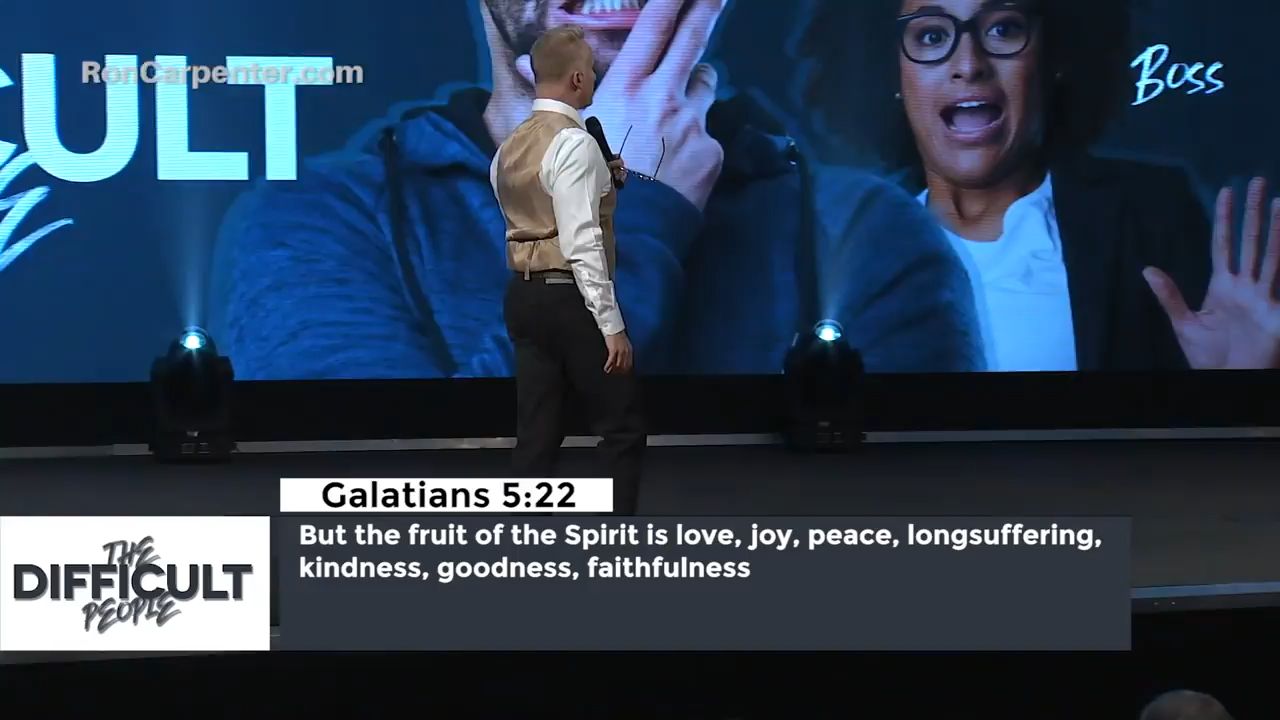 RonCarpenter.com
CULT
Boss
Galatians 5:22
But the fruit of the Spirit is love, joy, peace, longsuffering,
kindness, goodness, faithfulness
THE
DIFFICULT
PEOPLE